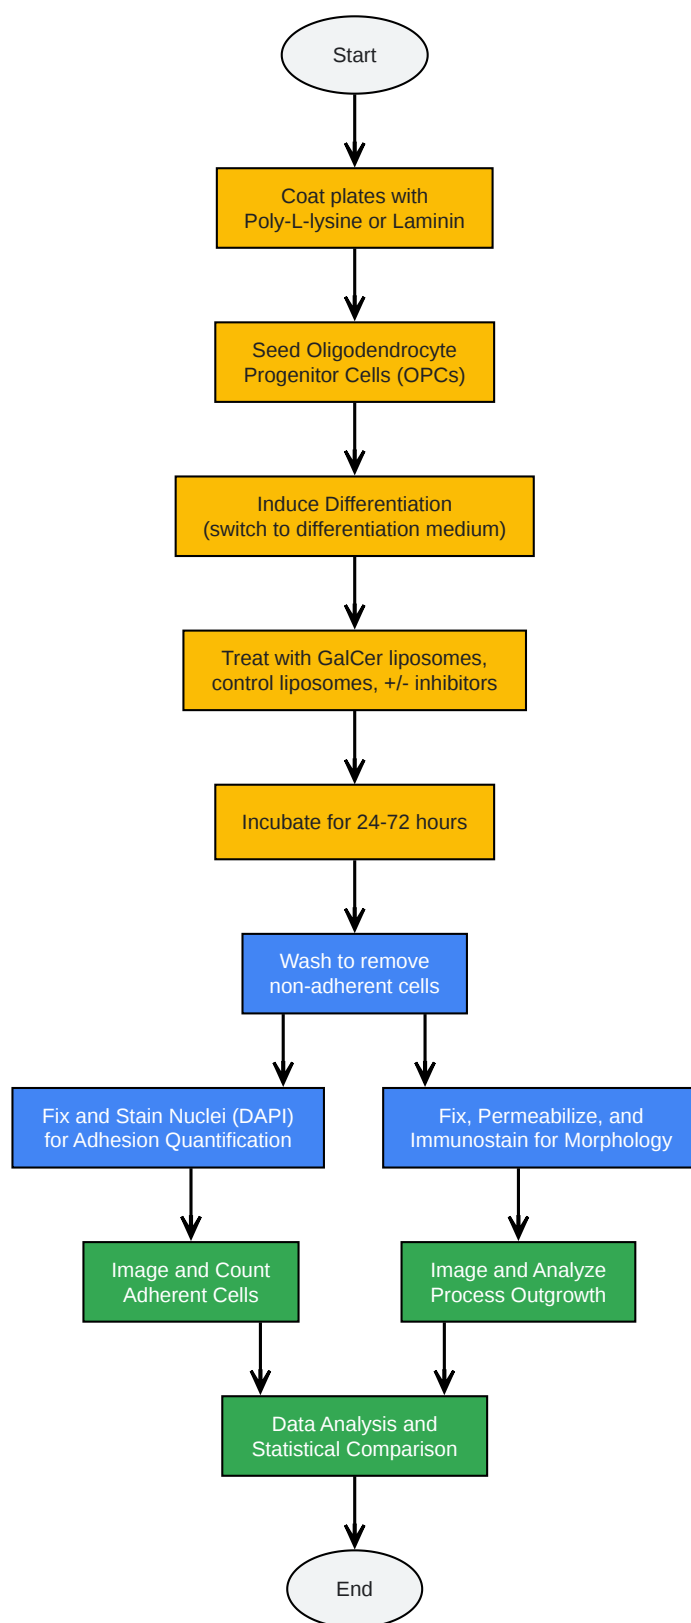 Start
Coat plates with
Poly-L-lysine or Laminin
Seed Oligodendrocyte
Progenitor Cells (OPCs)
Induce Differentiation
(switch to differentiation medium)
Treat with GalCer liposomes,
control liposomes, +/- inhibitors
Incubate for 24-72 hours
Wash to remove
non-adherent cells
Fix and Stain Nuclei (DAPI)
for Adhesion Quantification
Fix, Permeabilize, and
Immunostain for Morphology
Image and Count
Adherent Cells
Image and Analyze
Process Outgrowth
Data Analysis and
Statistical Comparison
End